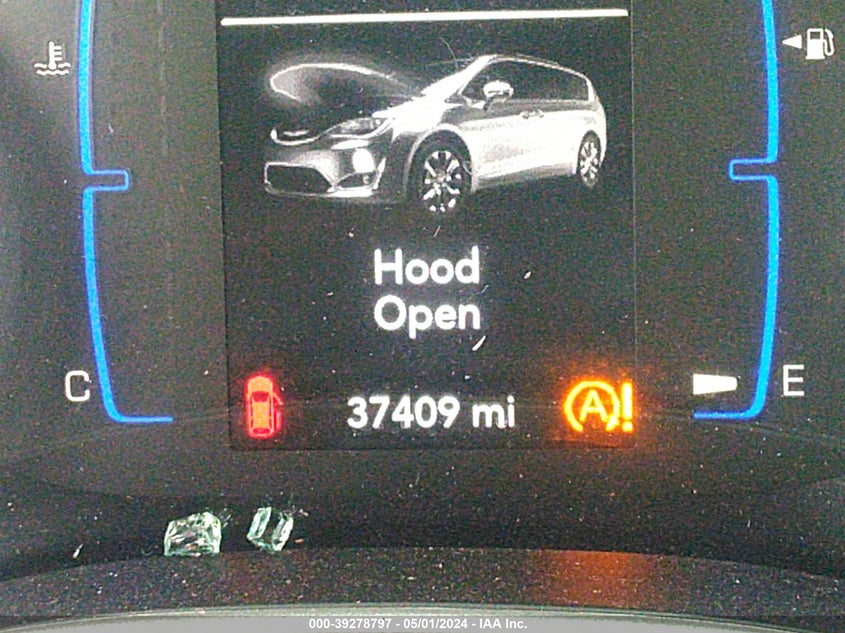 Hood
Open
C
E
37409 mi
A!
000-39278797 - 05/01/2024 - IAA Inc.